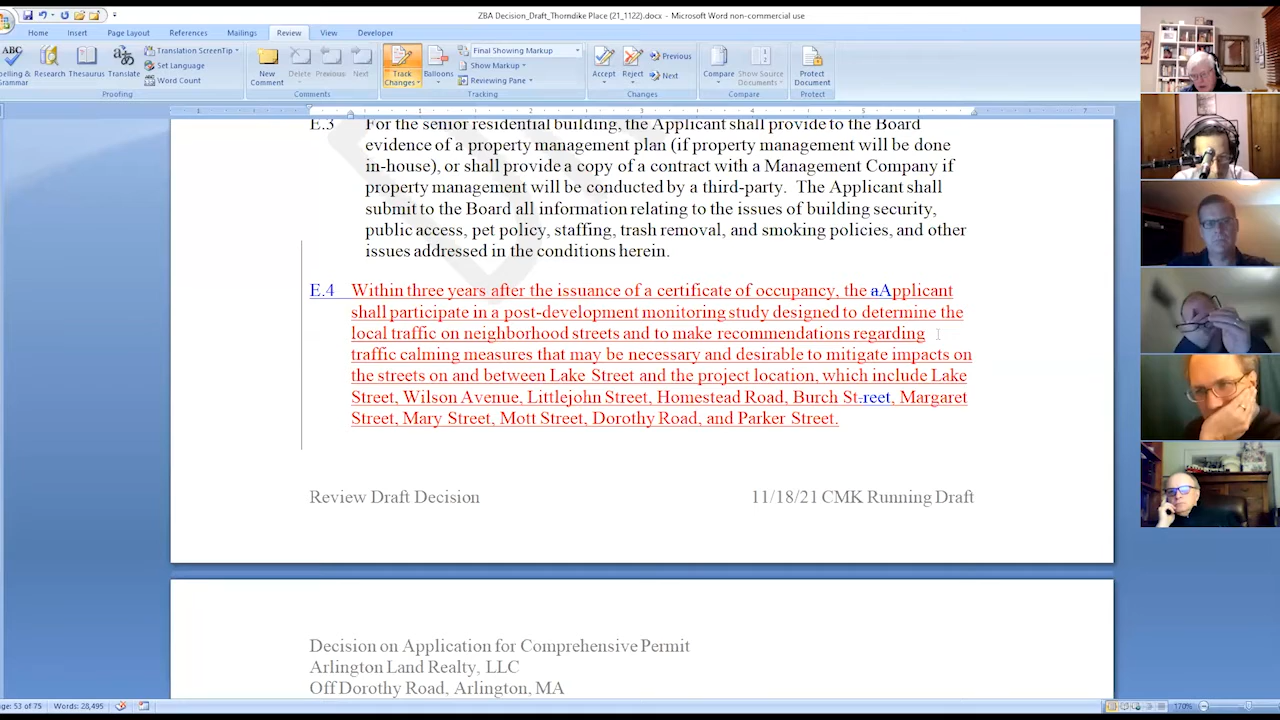 ZBA Decision_Draft_Thorndike Place (21_1122).docx - Microsoft Word non-commercial use
Home Insert Page Layout References Mailings Review View Developer
ABC Spelling & Grammar Research Thesaurus Translate Translation ScreenTip Set Language Word Count
New Comment Delete Previous Next Track Changes Balloons Final Showing Markup Show Markup Reviewing Pane
Accept Reject Previous Next Compare Show Source Documents Protect Document
Proofing Comments Tracking Changes Compare Protect
E.3 For the senior residential building, the Applicant shall provide to the Board
evidence of a property management plan (if property management will be done
in-house), or shall provide a copy of a contract with a Management Company if
property management will be conducted by a third-party. The Applicant shall
submit to the Board all information relating to the issues of building security,
public access, pet policy, staffing, trash removal, and smoking policies, and other
issues addressed in the conditions herein.
E.4 Within three years after the issuance of a certificate of occupancy, the aApplicant
shall participate in a post-development monitoring study designed to determine the
local traffic on neighborhood streets and to make recommendations regarding
traffic calming measures that may be necessary and desirable to mitigate impacts on
the streets on and between Lake Street and the project location, which include Lake
Street, Wilson Avenue, Littlejohn Street, Homestead Road, Burch St.reet, Margaret
Street, Mary Street, Mott Street, Dorothy Road, and Parker Street.
Review Draft Decision 11/18/21 CMK Running Draft
Decision on Application for Comprehensive Permit
Arlington Land Realty, LLC
Off Dorothy Road, Arlington, MA
Page: 53 of 75 Words: 28,495 170%